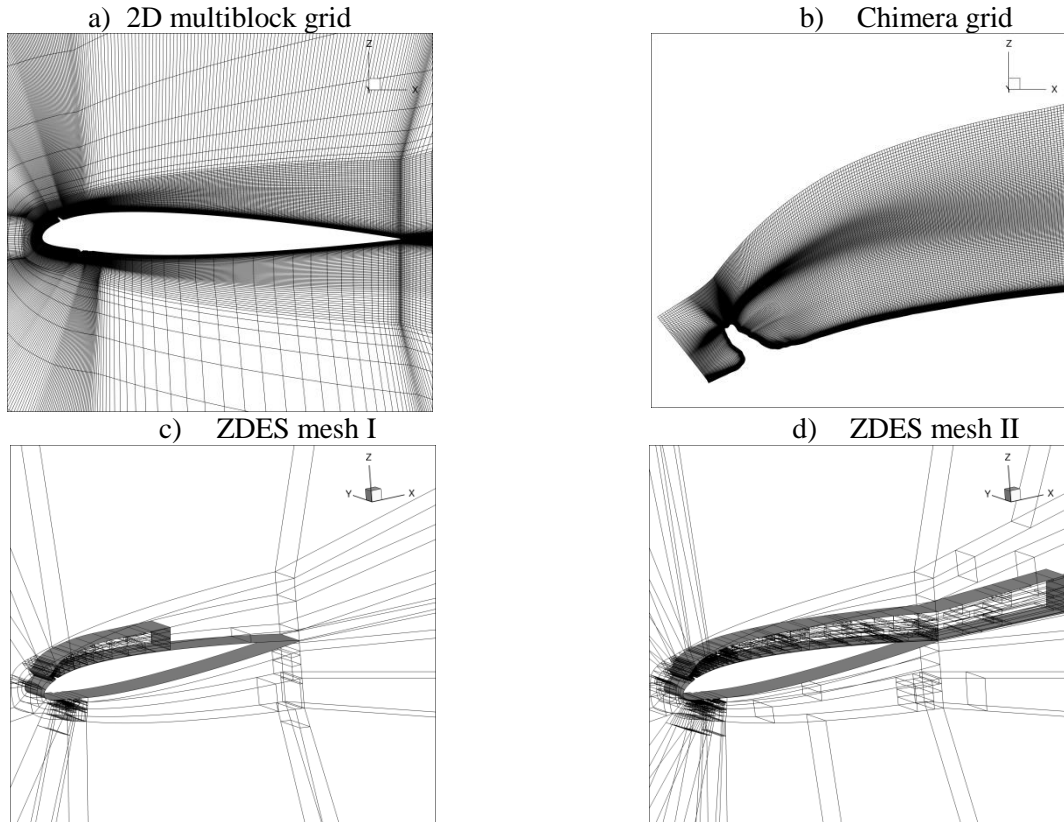 a) 2D multiblock grid
b) Chimera grid
Z
Y X
Z
Y X
c) ZDES mesh I
d) ZDES mesh II
Z
Y X
Z
Y X